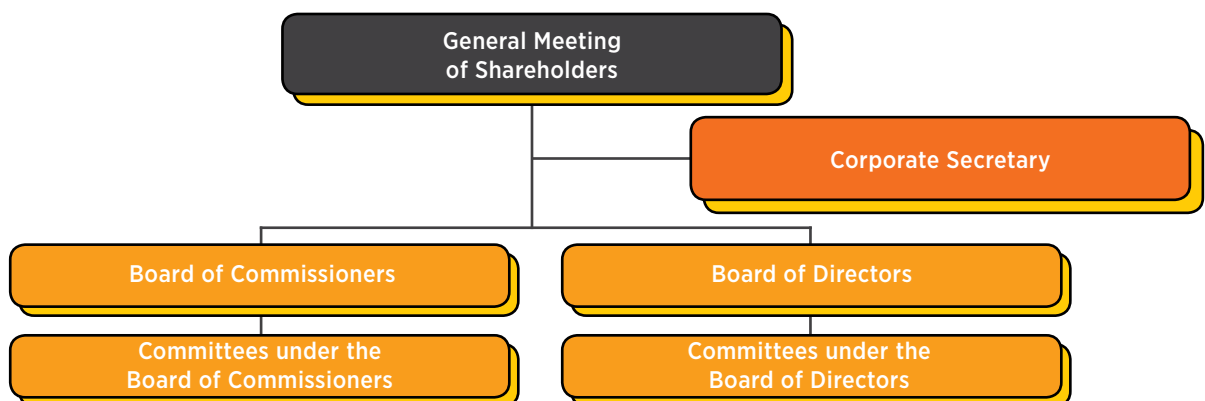 General Meeting
of Shareholders
Corporate Secretary
Board of Commissioners
Board of Directors
Committees under the
Board of Commissioners
Committees under the
Board of Directors